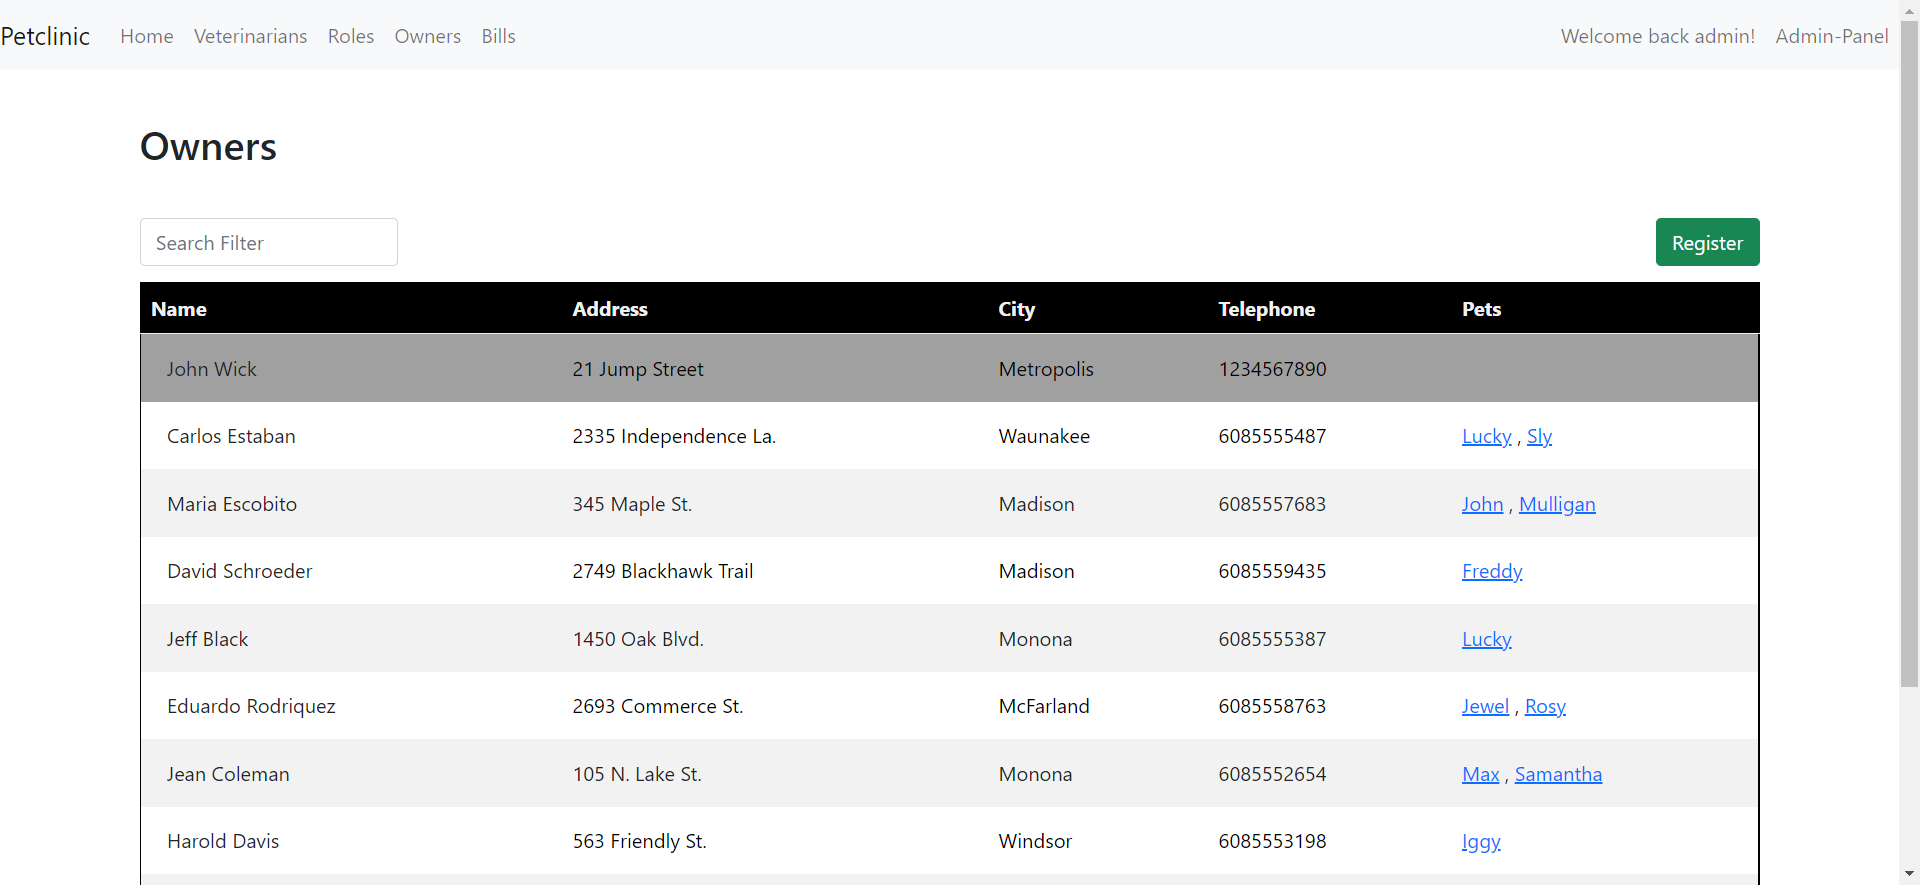 Petclinic Home Veterinarians Roles Owners Bills Welcome back admin! Admin-Panel
Owners
Search Filter Register
Name Address City Telephone Pets
John Wick 21 Jump Street Metropolis 1234567890
Carlos Estaban 2335 Independence La. Waunakee 6085555487 Lucky , Sly
Maria Escobito 345 Maple St. Madison 6085557683 John , Mulligan
David Schroeder 2749 Blackhawk Trail Madison 6085559435 Freddy
Jeff Black 1450 Oak Blvd. Monona 6085555387 Lucky
Eduardo Rodriquez 2693 Commerce St. McFarland 6085558763 Jewel , Rosy
Jean Coleman 105 N. Lake St. Monona 6085552654 Max , Samantha
Harold Davis 563 Friendly St. Windsor 6085553198 Iggy